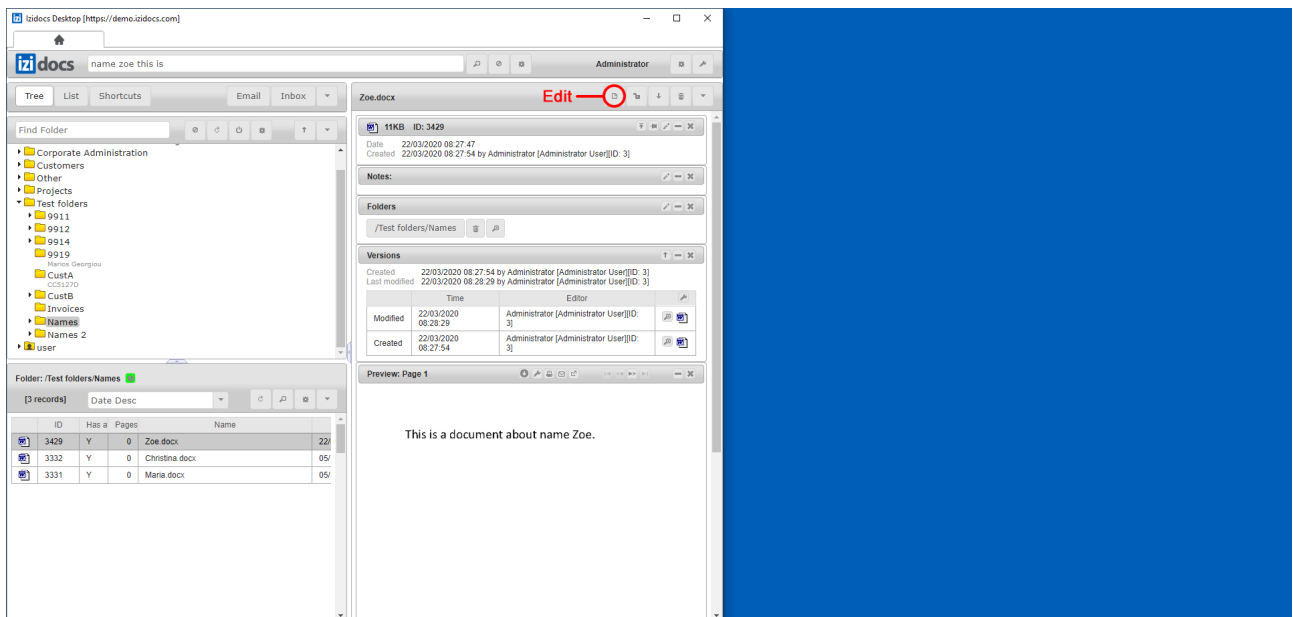 Izidocs Desktop [https://demo.izidocs.com]
izidocs name zoe this is Administrator
Tree List Shortcuts Email Inbox
Find Folder
Corporate Administration
Customers
Other
Projects
Test folders
9911
9912
9914
9919
Marios Georgiou
CustA
CC5127D
CustB
Invoices
Names
Names 2
user
Folder: /Test folders/Names
[3 records] Date Desc
ID Has a Pages Name
3429 Y 0 Zoe.docx 22/
3332 Y 0 Christina.docx 05/
3331 Y 0 Maria.docx 05/
Zoe.docx Edit
11KB ID: 3429
Date 22/03/2020 08:27:47
Created 22/03/2020 08:27:54 by Administrator [Administrator User][ID: 3]
Notes:
Folders
/Test folders/Names
Versions
Created 22/03/2020 08:27:54 by Administrator [Administrator User][ID: 3]
Last modified 22/03/2020 08:28:29 by Administrator [Administrator User][ID: 3]
Time Editor
Modified 22/03/2020 08:28:29 Administrator [Administrator User][ID: 3]
Created 22/03/2020 08:27:54 Administrator [Administrator User][ID: 3]
Preview: Page 1
This is a document about name Zoe.